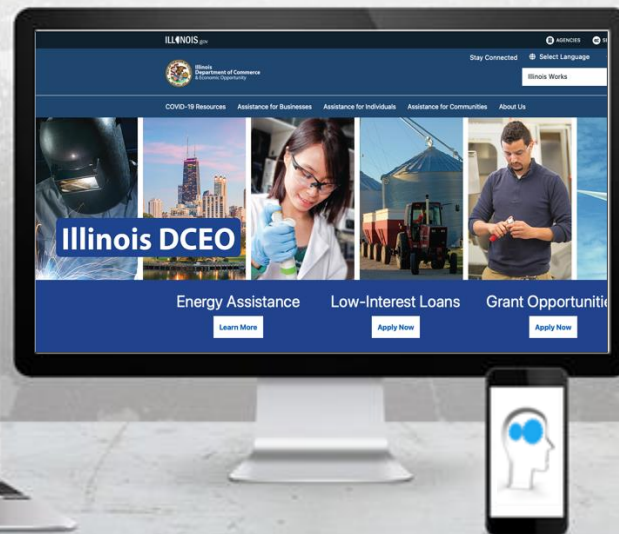 ILLINOIS.gov
AGENCIES
Stay Connected Select Language
Illinois
Department of Commerce
& Economic Opportunity
Illinois Works
COVID-19 Resources Assistance for Businesses Assistance for Individuals Assistance for Communities About Us
Illinois DCEO
Energy Assistance Low-Interest Loans Grant Opportunitie
Learn More Apply Now Apply Now